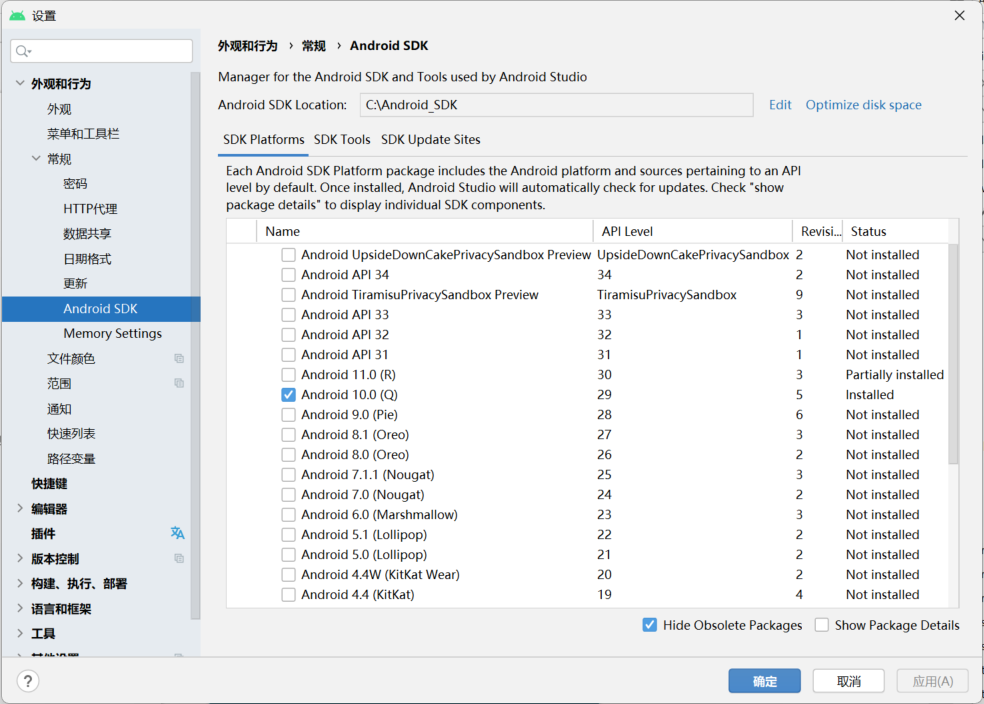 设置
外观和行为 › 常规 › Android SDK
Manager for the Android SDK and Tools used by Android Studio
Android SDK Location: C:\Android_SDK Edit Optimize disk space
SDK Platforms SDK Tools SDK Update Sites
Each Android SDK Platform package includes the Android platform and sources pertaining to an API
level by default. Once installed, Android Studio will automatically check for updates. Check "show
package details" to display individual SDK components.
外观和行为
外观
菜单和工具栏
常规
密码
HTTP代理
数据共享
日期格式
更新
Android SDK
Memory Settings
文件颜色
范围
通知
快速列表
路径变量
快捷键
编辑器
插件
版本控制
构建、执行、部署
语言和框架
工具
其他设置
Name API Level Revisi... Status
Android UpsideDownCakePrivacySandbox Preview UpsideDownCakePrivacySandbox 2 Not installed
Android API 34 34 2 Not installed
Android TiramisuPrivacySandbox Preview TiramisuPrivacySandbox 9 Not installed
Android API 33 33 3 Not installed
Android API 32 32 1 Not installed
Android API 31 31 1 Not installed
Android 11.0 (R) 30 3 Partially installed
Android 10.0 (Q) 29 5 Installed
Android 9.0 (Pie) 28 6 Not installed
Android 8.1 (Oreo) 27 3 Not installed
Android 8.0 (Oreo) 26 2 Not installed
Android 7.1.1 (Nougat) 25 3 Not installed
Android 7.0 (Nougat) 24 2 Not installed
Android 6.0 (Marshmallow) 23 3 Not installed
Android 5.1 (Lollipop) 22 2 Not installed
Android 5.0 (Lollipop) 21 2 Not installed
Android 4.4W (KitKat Wear) 20 2 Not installed
Android 4.4 (KitKat) 19 4 Not installed
Hide Obsolete Packages Show Package Details
? 确定 取消 应用(A)